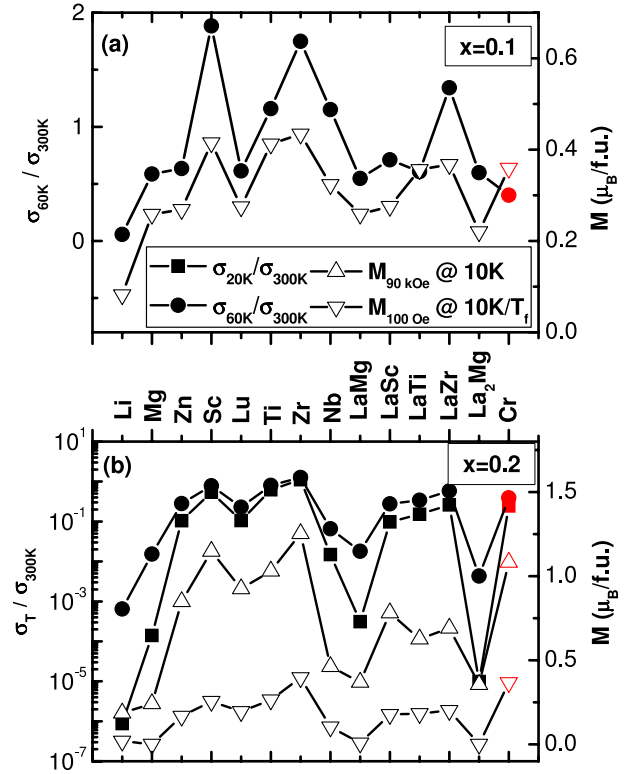 2
1
0
(a)
x=0.1
0.6
0.4
0.2
0.0
σ60K / σ300K
M (μB/f.u.)
σ20K/σ300K
M90 kOe @ 10K
σ60K/σ300K
M100 Oe @ 10K/Tf
Li Mg Zn Sc Lu Ti Zr Nb LaMg LaSc LaTi LaZr La2Mg Cr
(b)
x=0.2
10^1
10^-1
10^-3
10^-5
10^-7
1.5
1.0
0.5
0.0
σT / σ300K
M (μB/f.u.)